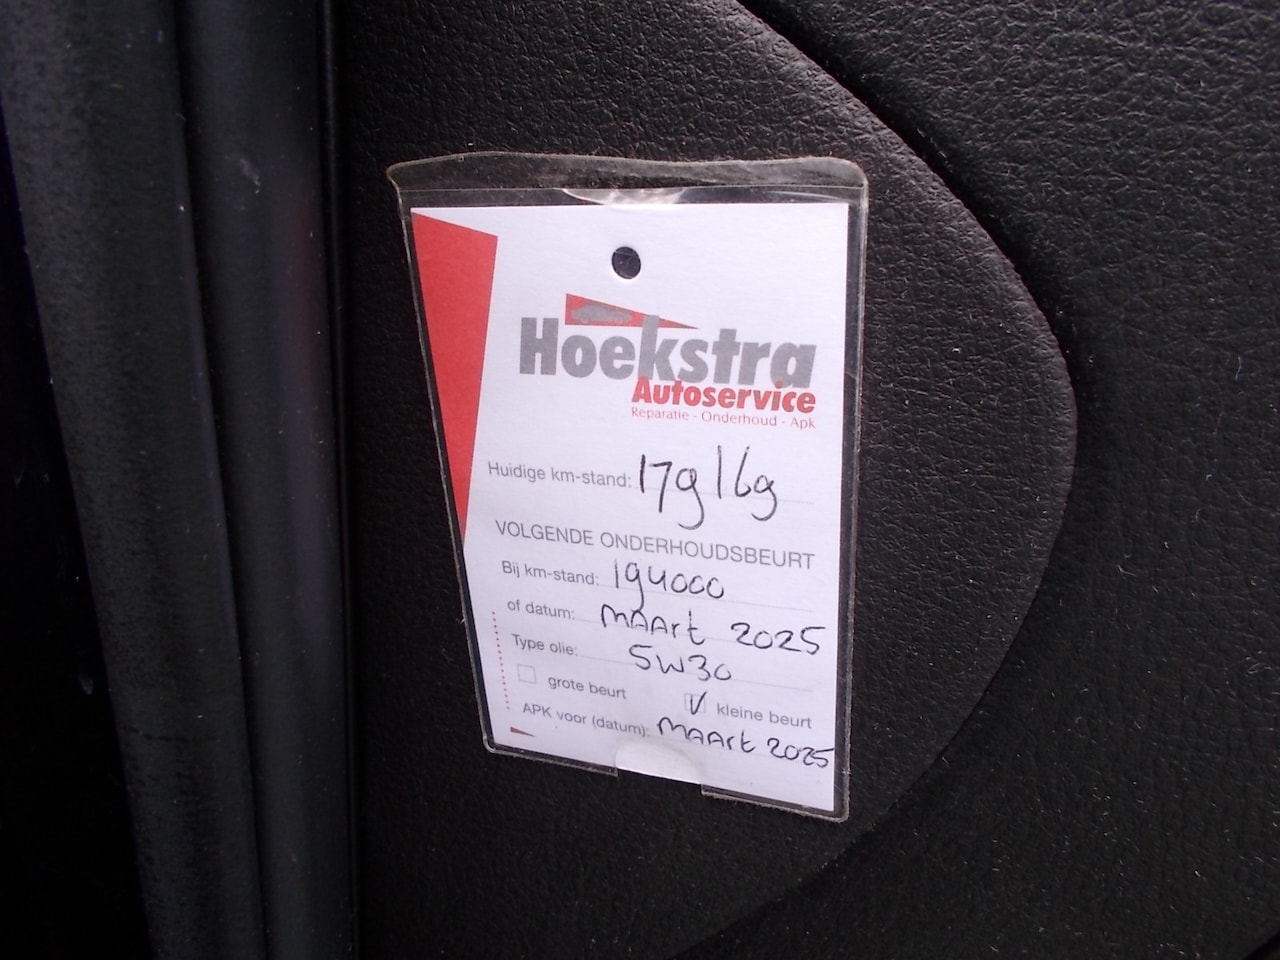 Hoekstra
Autoservice
Reparatie - Onderhoud - Apk
Huidige km-stand: 179169
VOLGENDE ONDERHOUDSBEURT
Bij km-stand: 194000
of datum: MAArt 2025
Type olie: 5W30
grote beurt kleine beurt
APK voor (datum): MAArt 2025